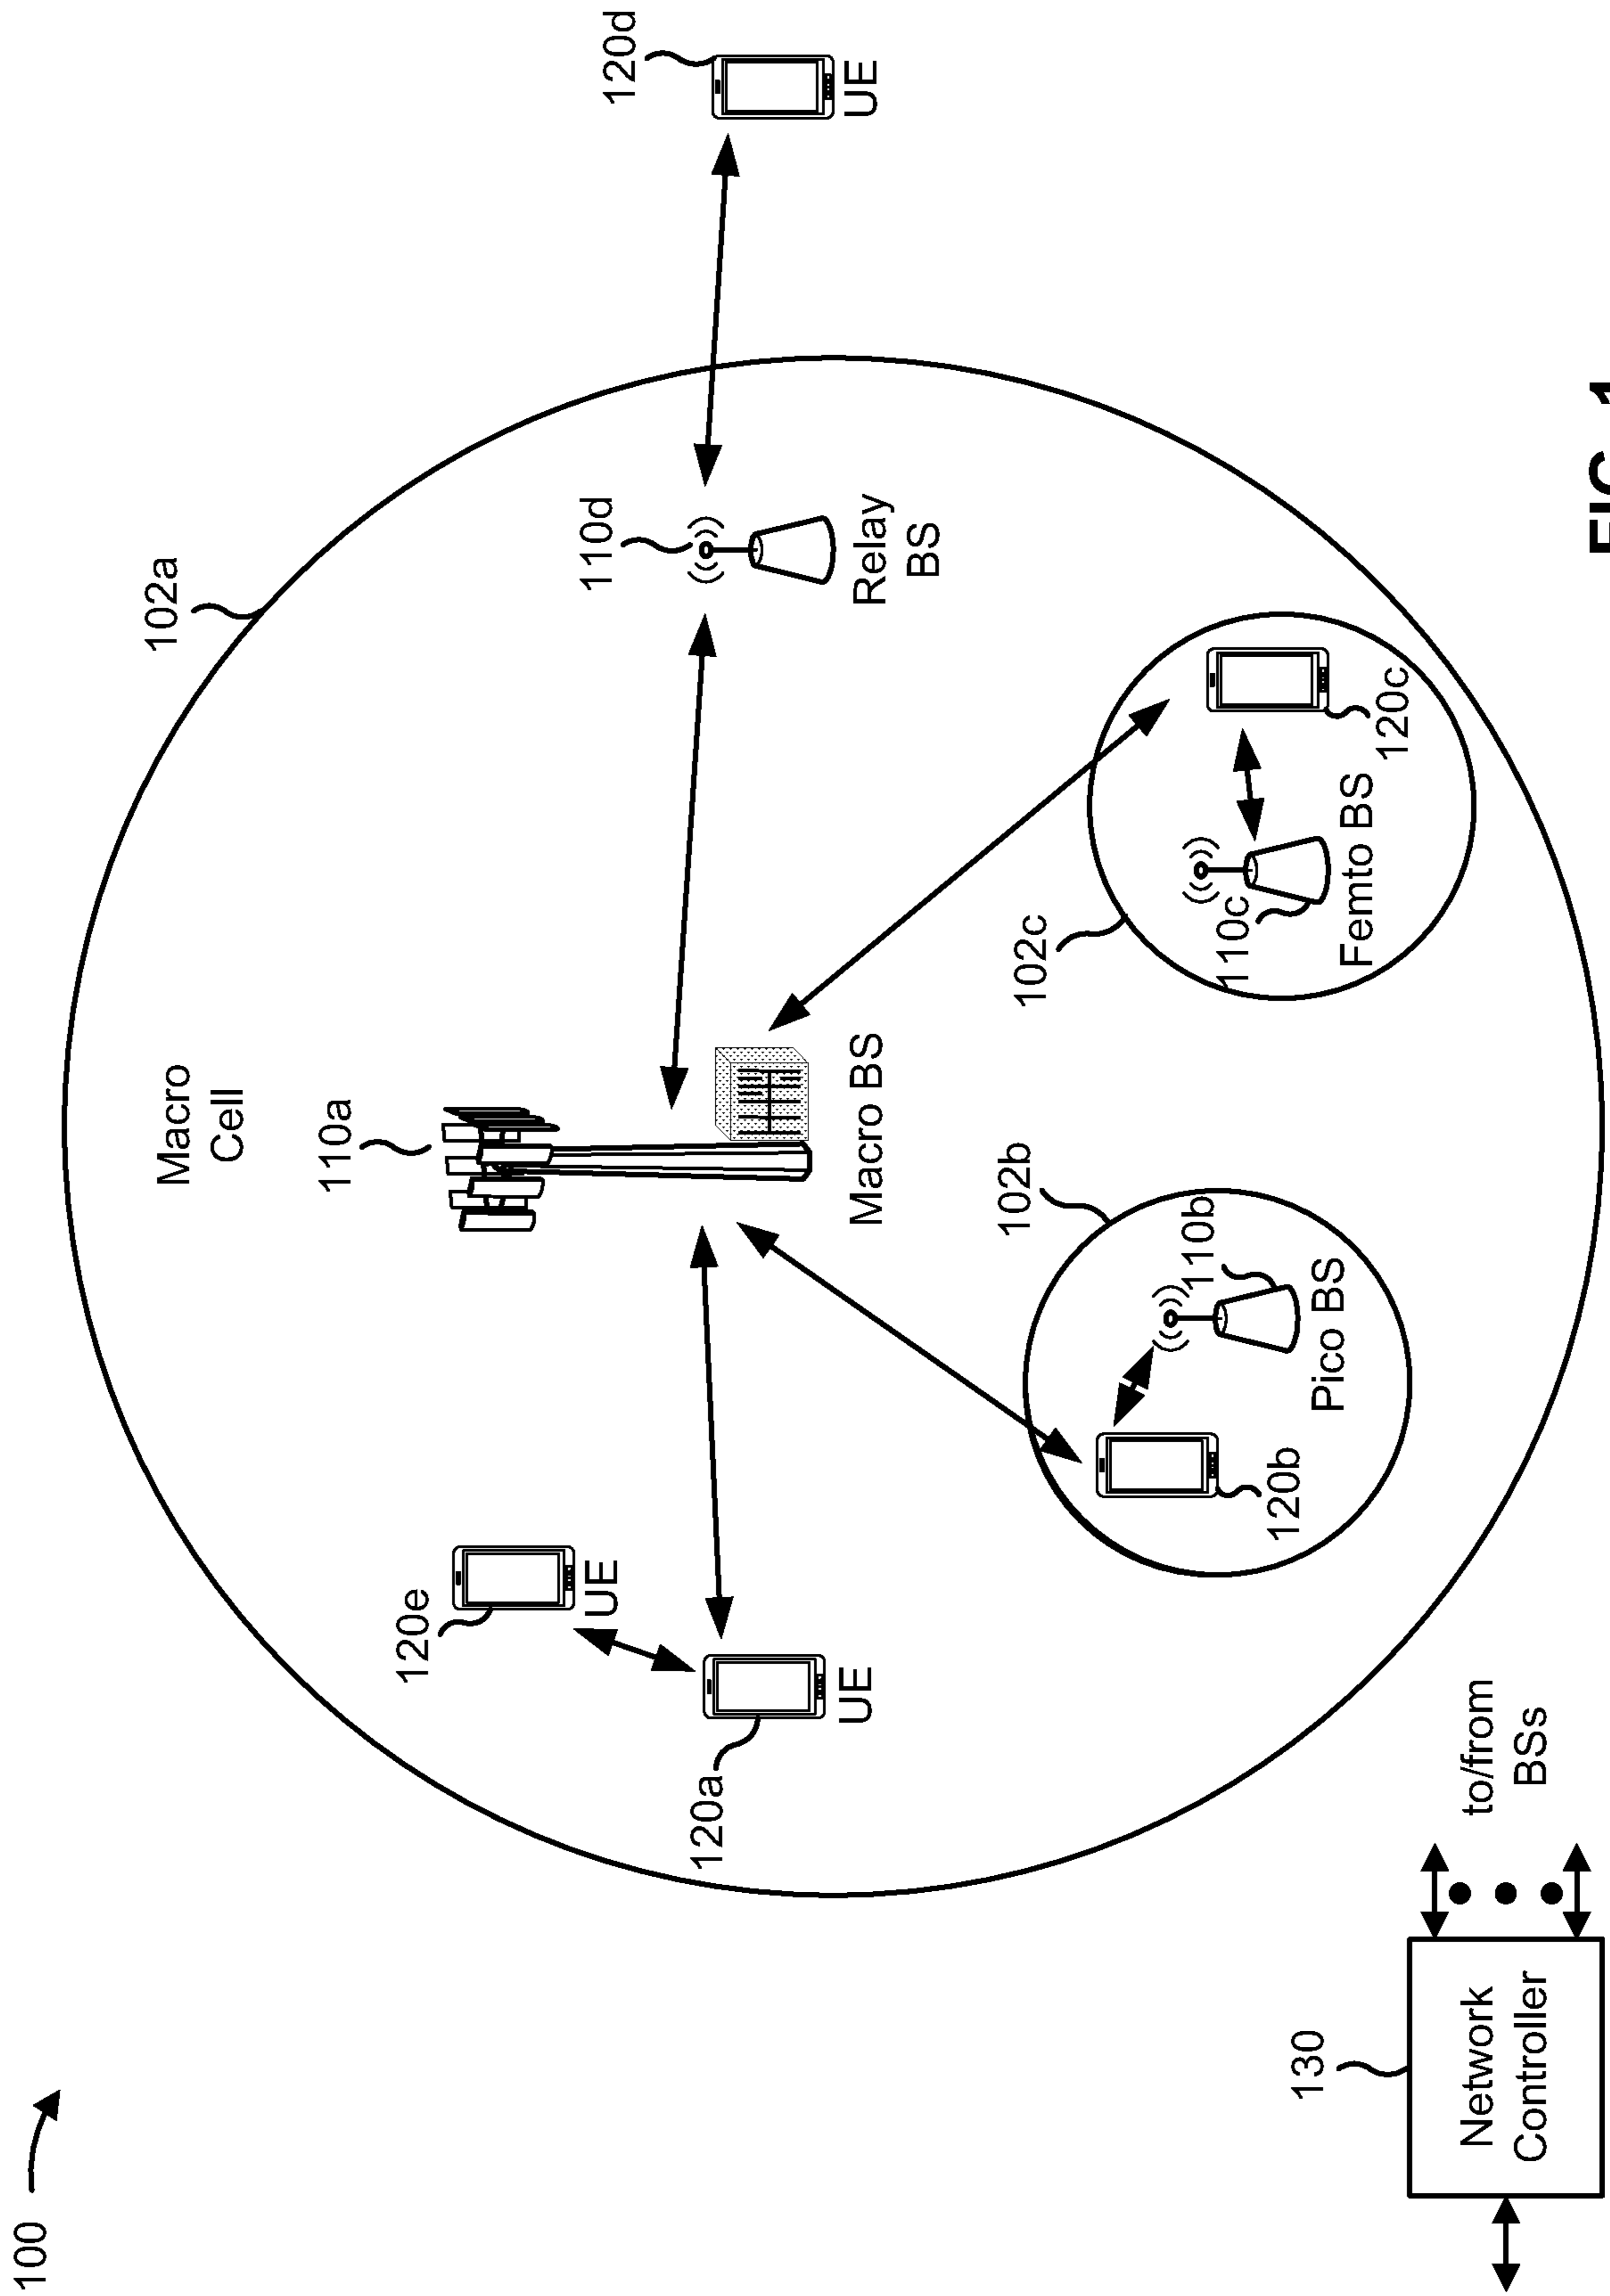 100
102a
Macro
Cell
110a
120d
UE
110d
Relay
BS
120e
UE
120a
UE
Macro BS
102b
110b
Pico BS
120b
102c
110c
Femto BS
120c
130
Network
Controller
to/from
BSs